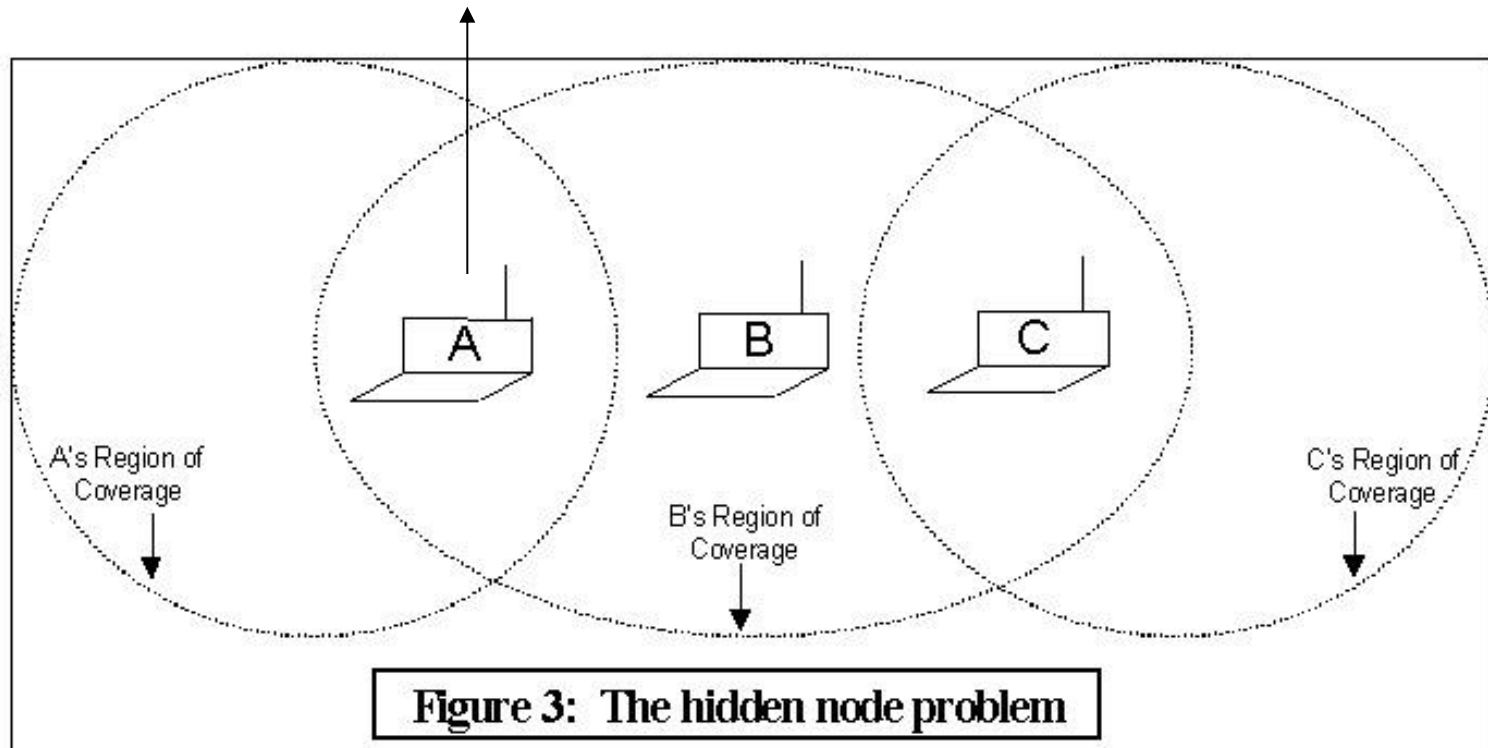 A
B
C
A's Region of
Coverage
B's Region of
Coverage
C's Region of
Coverage
Figure 3: The hidden node problem